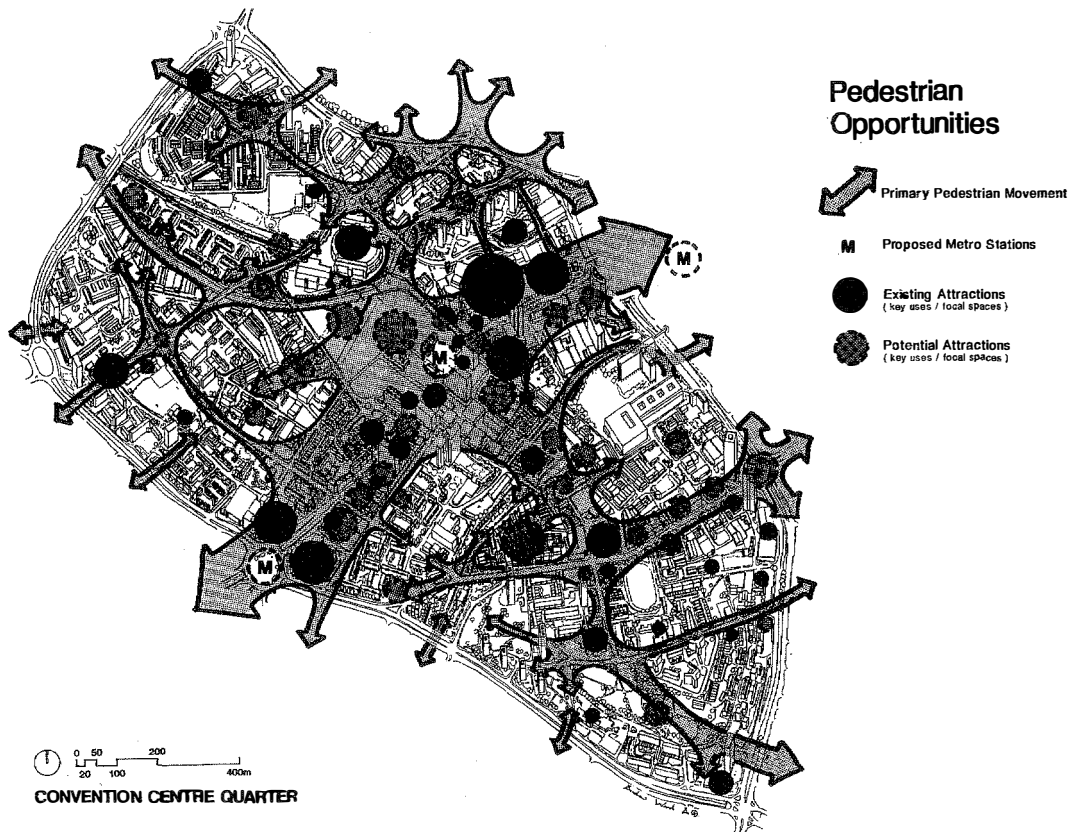 Pedestrian
Opportunities
Primary Pedestrian Movement
M Proposed Metro Stations
Existing Attractions
( key uses / focal spaces )
Potential Attractions
( key uses / focal spaces )
M
M
M
0 50 200
20 100 400m
CONVENTION CENTRE QUARTER